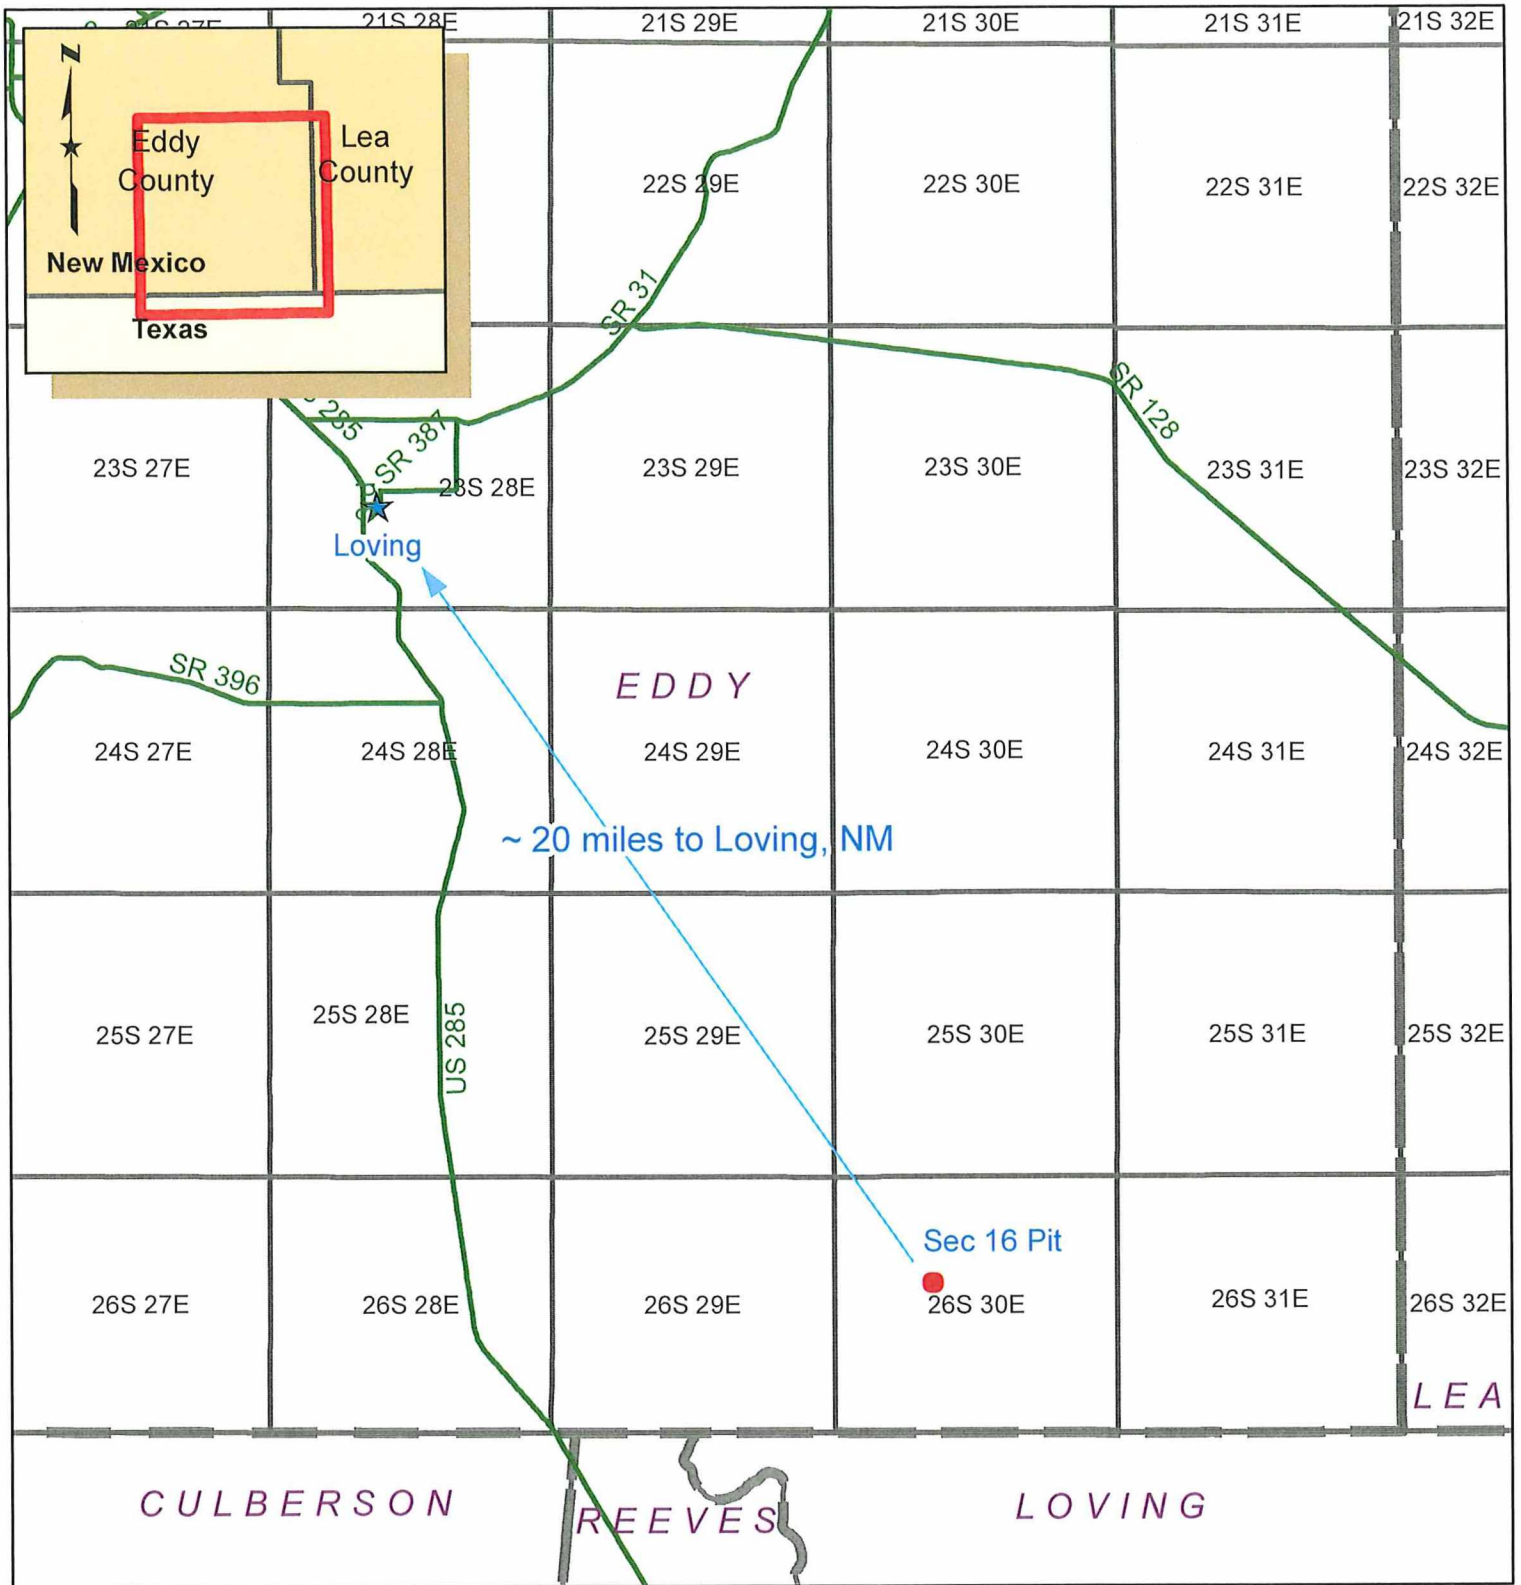 21S 28E
21S 29E
21S 30E
21S 31E
21S 32E
N
Eddy
County
Lea
County
New Mexico
Texas
22S 29E
22S 30E
22S 31E
22S 32E
SR 31
SR 128
285
SR 387
23S 27E
23S 28E
23S 29E
23S 30E
23S 31E
23S 32E
Loving
SR 396
EDDY
24S 27E
24S 28E
24S 29E
24S 30E
24S 31E
24S 32E
~ 20 miles to Loving, NM
25S 27E
25S 28E
US 285
25S 29E
25S 30E
25S 31E
25S 32E
Sec 16 Pit
26S 27E
26S 28E
26S 29E
26S 30E
26S 31E
26S 32E
LEA
CULBERSON
REEVES
LOVING